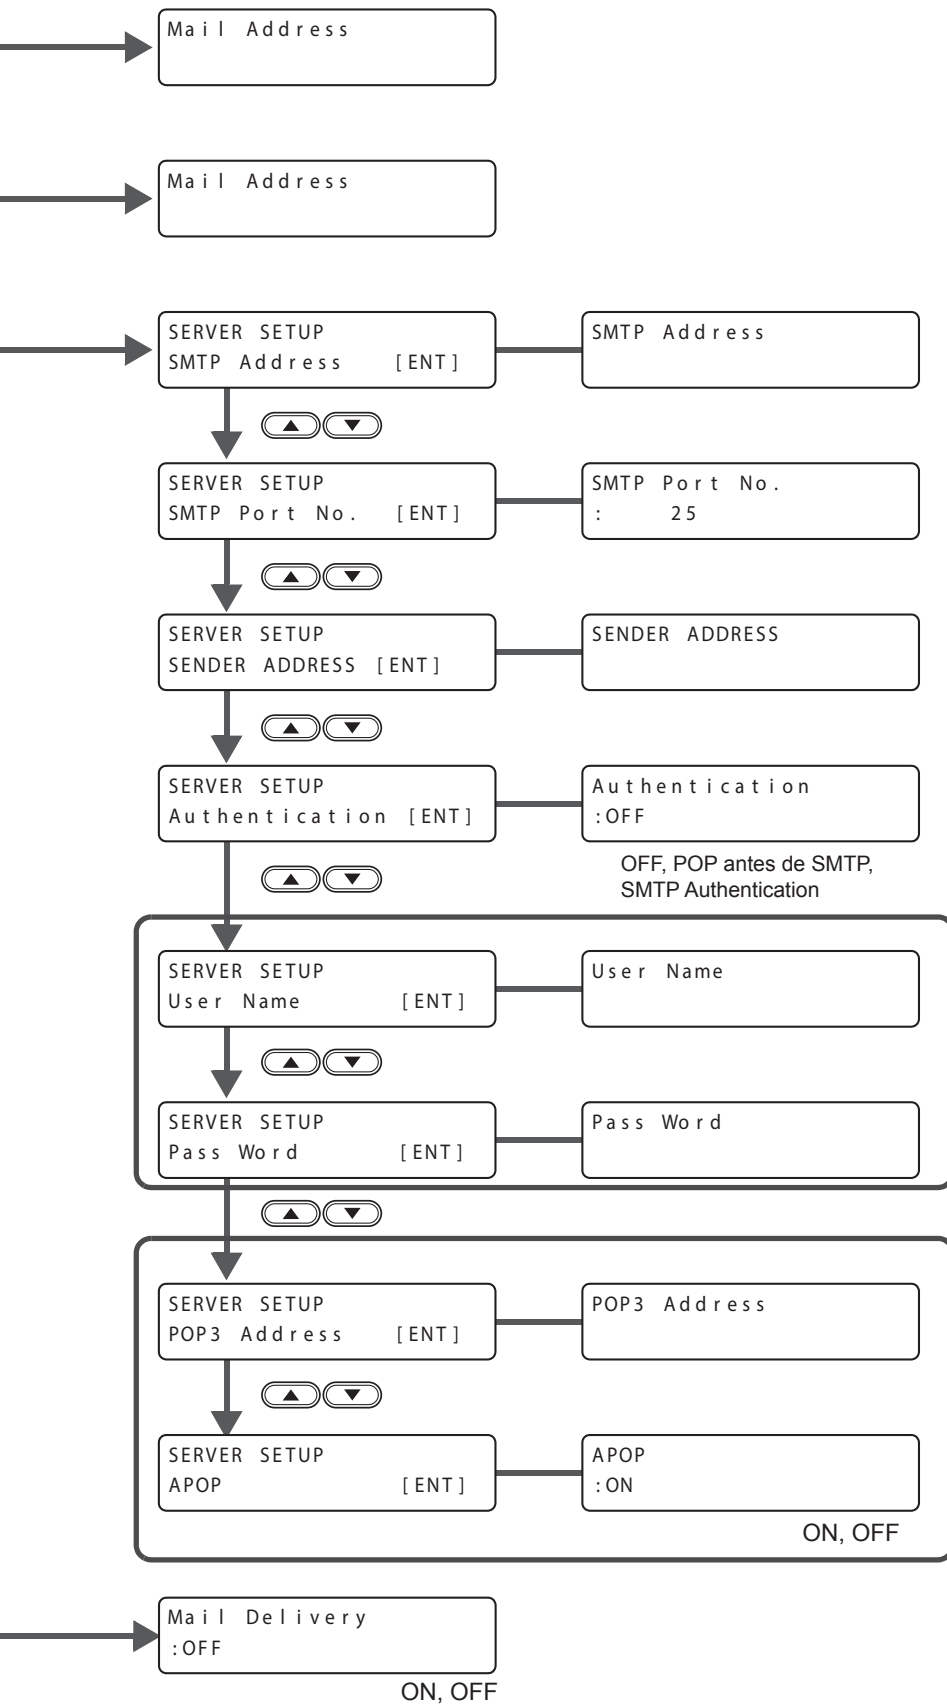 Mail Address
Mail Address
SERVER SETUP
SMTP Address [ENT]
SMTP Address
SERVER SETUP
SMTP Port No. [ENT]
SMTP Port No.
: 25
SERVER SETUP
SENDER ADDRESS [ENT]
SENDER ADDRESS
SERVER SETUP
Authentication [ENT]
Authentication
:OFF
OFF, POP antes de SMTP,
SMTP Authentication
SERVER SETUP
User Name [ENT]
User Name
SERVER SETUP
Pass Word [ENT]
Pass Word
SERVER SETUP
POP3 Address [ENT]
POP3 Address
SERVER SETUP
APOP [ENT]
APOP
:ON
ON, OFF
Mail Delivery
:OFF
ON, OFF